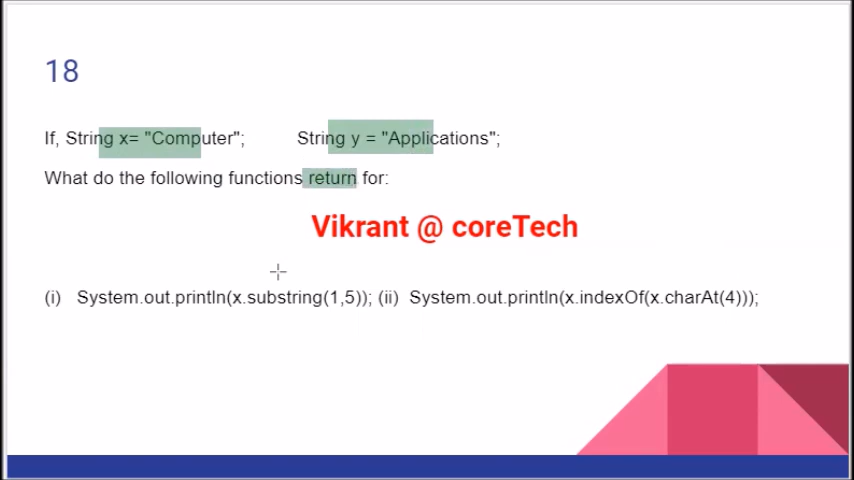 18
If, String x= "Computer"; String y = "Applications";
What do the following functions return for:
Vikrant @ coreTech
(i) System.out.println(x.substring(1,5)); (ii) System.out.println(x.indexOf(x.charAt(4)));